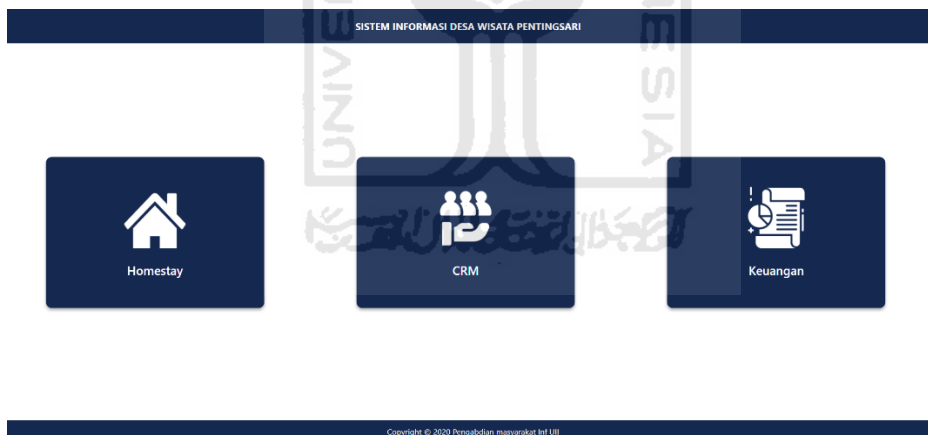 SISTEM INFORMASI DESA WISATA PENTINGSARI
Homestay
CRM
Keuangan
Copyright © 2020 Pengabdian masyarakat Inf UII